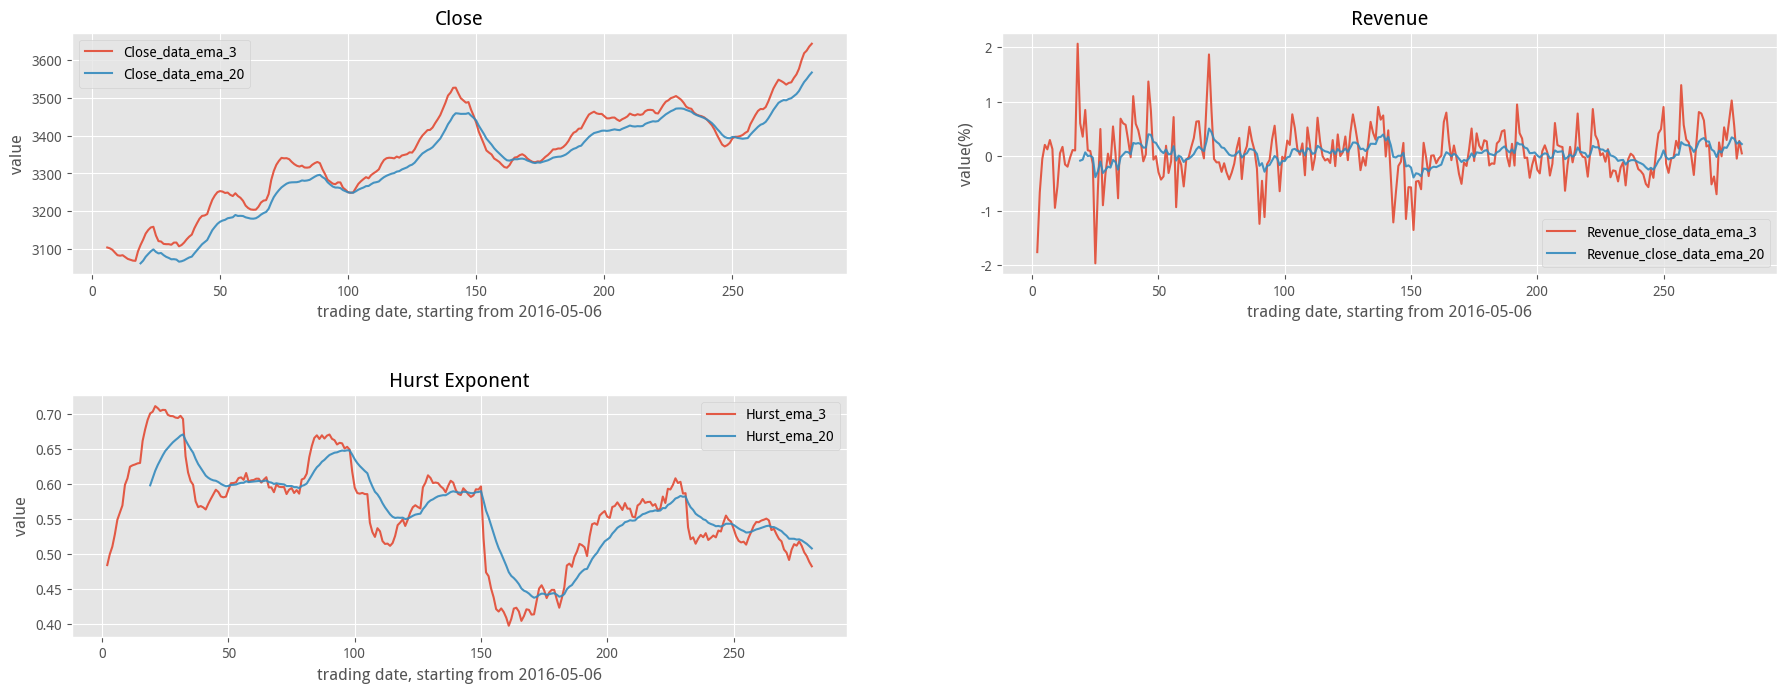 Close
Close_data_ema_3
Close_data_ema_20
value
3600
3500
3400
3300
3200
3100
0 50 100 150 200 250
trading date, starting from 2016-05-06
Revenue
value(%)
2
1
0
-1
-2
Revenue_close_data_ema_3
Revenue_close_data_ema_20
0 50 100 150 200 250
trading date, starting from 2016-05-06
Hurst Exponent
Hurst_ema_3
Hurst_ema_20
value
0.70
0.65
0.60
0.55
0.50
0.45
0.40
0 50 100 150 200 250
trading date, starting from 2016-05-06